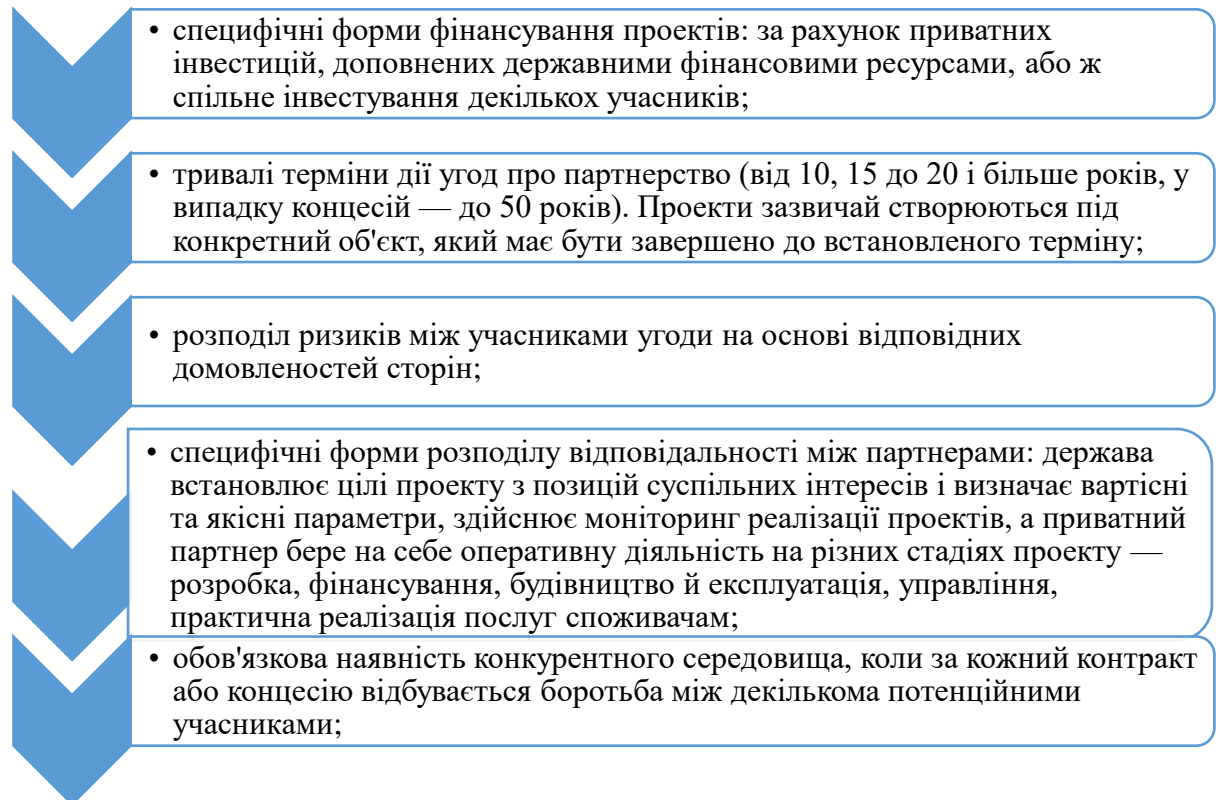 • специфічні форми фінансування проектів: за рахунок приватних
інвестицій, доповнених державними фінансовими ресурсами, або ж
спільне інвестування декількох учасників;
• тривалі терміни дії угод про партнерство (від 10, 15 до 20 і більше років, у
випадку концесій — до 50 років). Проекти зазвичай створюються під
конкретний об'єкт, який має бути завершено до встановленого терміну;
• розподіл ризиків між учасниками угоди на основі відповідних
домовленостей сторін;
• специфічні форми розподілу відповідальності між партнерами: держава
встановлює цілі проекту з позицій суспільних інтересів і визначає вартісні
та якісні параметри, здійснює моніторинг реалізації проектів, а приватний
партнер бере на себе оперативну діяльність на різних стадіях проекту —
розробка, фінансування, будівництво й експлуатація, управління,
практична реалізація послуг споживачам;
• обов'язкова наявність конкурентного середовища, коли за кожний контракт
або концесію відбувається боротьба між декількома потенційними
учасниками;